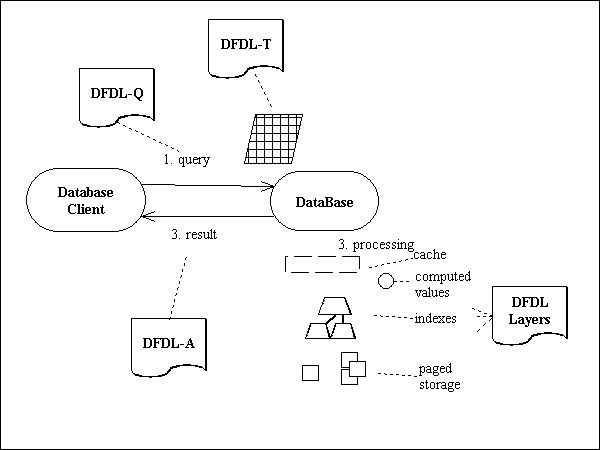 DFDL-T
DFDL-Q
1. query
Database
Client
DataBase
3. result
3. processing
cache
computed
values
indexes
DFDL
Layers
DFDL-A
paged
storage